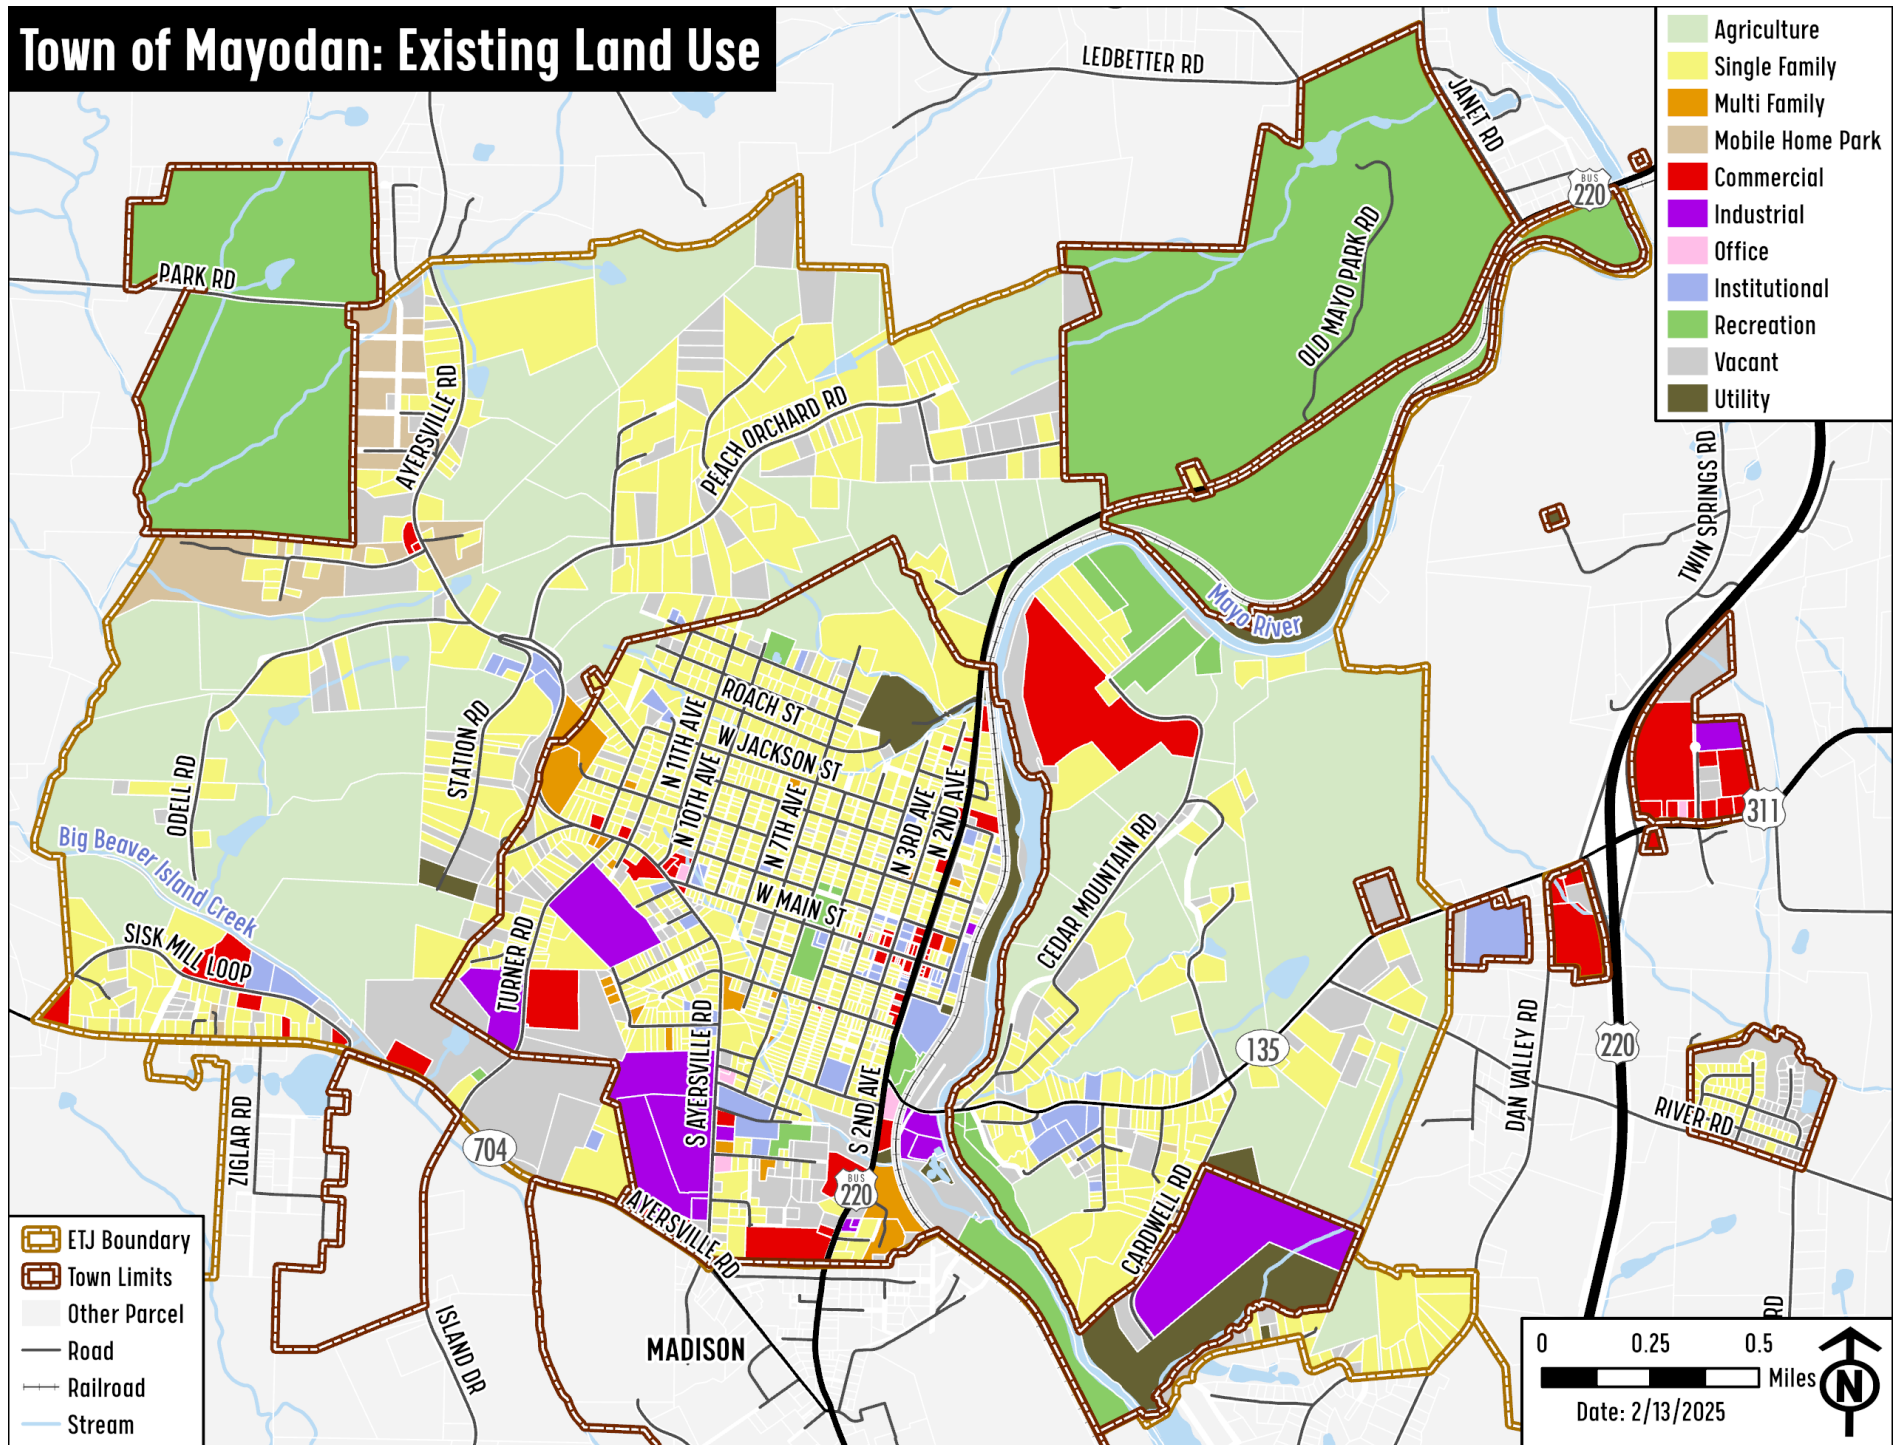 Town of Mayodan: Existing Land Use
Agriculture
Single Family
Multi Family
Mobile Home Park
Commercial
Industrial
Office
Institutional
Recreation
Vacant
Utility
LEDBETTER RD
JANET RD
BUS
220
PARK RD
OLD MAYO PARK RD
AYERSVILLE RD
PEACH ORCHARD RD
TWIN SPRINGS RD
Mayo River
ROACH ST
W JACKSON ST
N 11TH AVE
N 10TH AVE
N 7TH AVE
N 3RD AVE
N 2ND AVE
STATION RD
ODELL RD
311
Big Beaver Island Creek
W MAIN ST
CEDAR MOUNTAIN RD
SISK MILL LOOP
TURNER RD
S AYERSVILLE RD
135
220
DAN VALLEY RD
RIVER RD
S 2ND AVE
ZIGLAR RD
704
BUS
220
AYERSVILLE RD
CARDWELL RD
ISLAND DR
MADISON
RD
ETJ Boundary
Town Limits
Other Parcel
Road
Railroad
Stream
0 0.25 0.5
Miles
N
Date: 2/13/2025